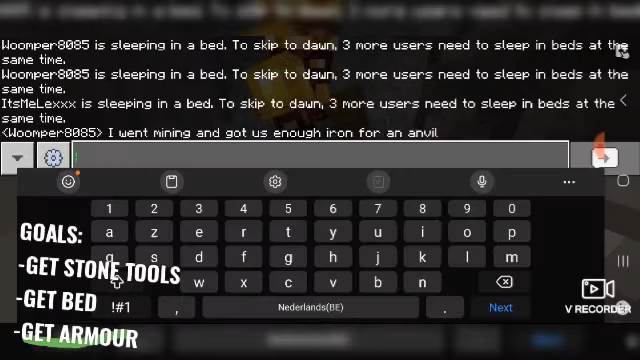 Woomper8085 is sleeping in a bed. To skip to dawn, 3 more users need to sleep in beds at the
same time.
Woomper8085 is sleeping in a bed. To skip to dawn, 3 more users need to sleep in beds at the
same time.
ItsMeLexxx is sleeping in a bed. To skip to dawn, 3 more users need to sleep in beds at the
same time.
<Woomper8085> I went mining and got us enough iron for an anvil
1 2 3 4 5 6 7 8 9 0
a z e r t y u i o p
q s d f g h j k l m
w x c v b n
!#1 , Nederlands(BE) . Next
GOALS:
-GET STONE TOOLS
-GET BED
-GET ARMOUR
V RECORDER